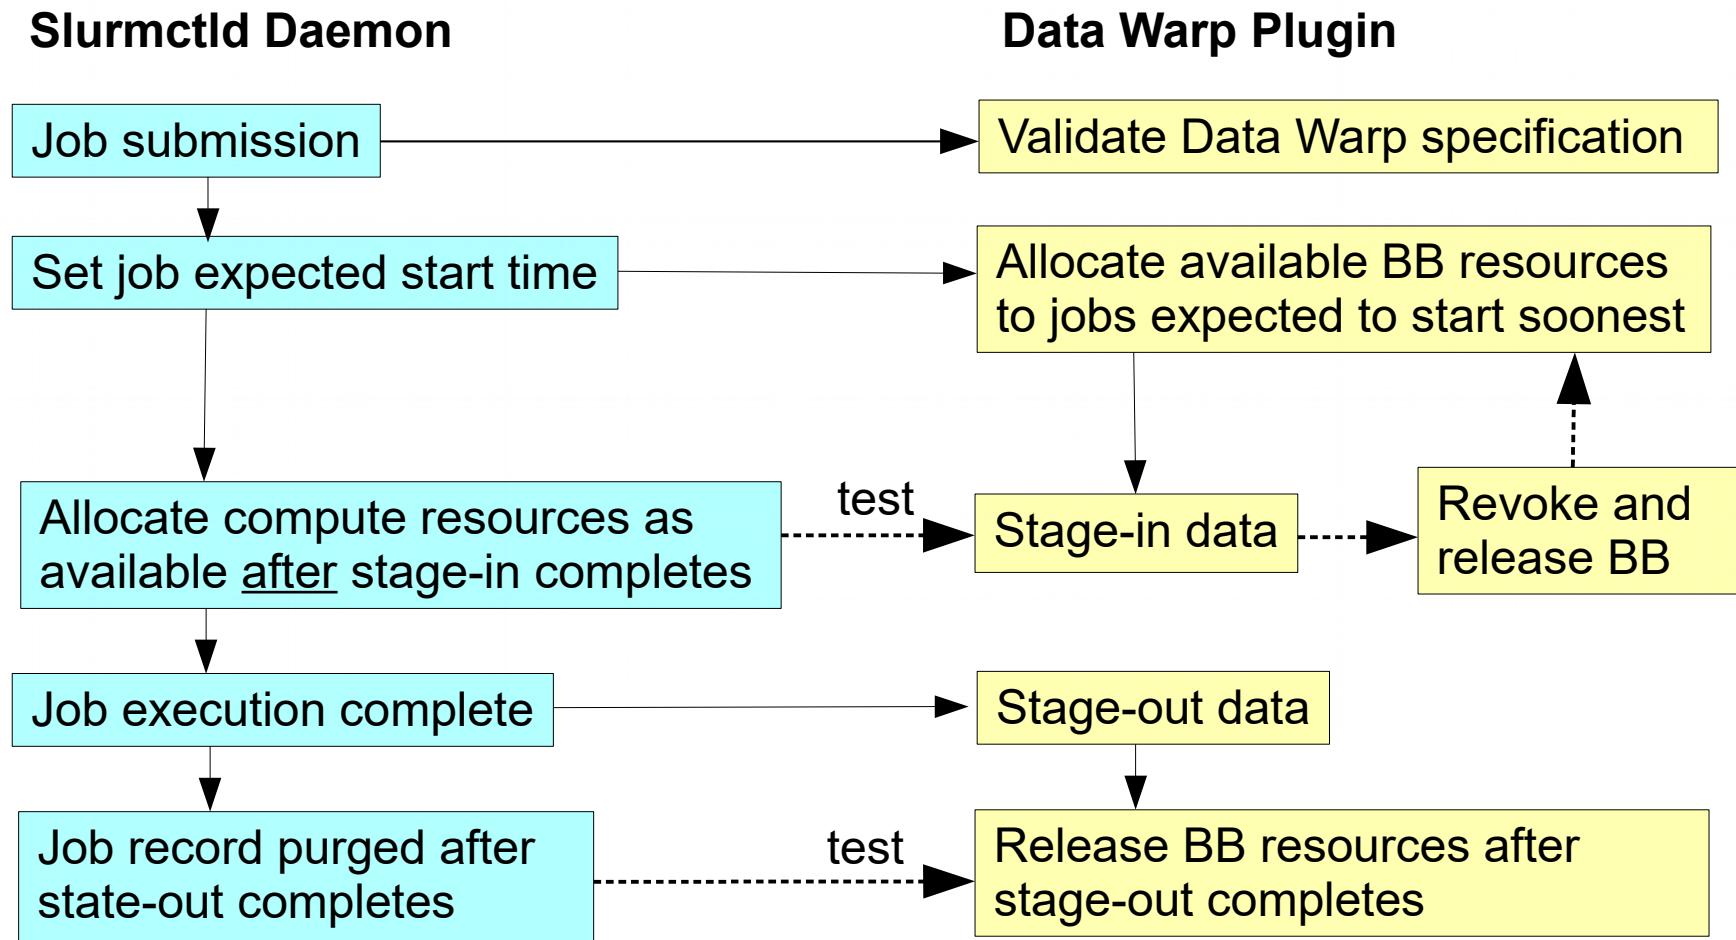 Slurmctld Daemon
Data Warp Plugin
Job submission
Validate Data Warp specification
Set job expected start time
Allocate available BB resources
to jobs expected to start soonest
Allocate compute resources as
available after stage-in completes
test
Stage-in data
Revoke and
release BB
Job execution complete
Stage-out data
Job record purged after
state-out completes
test
Release BB resources after
stage-out completes